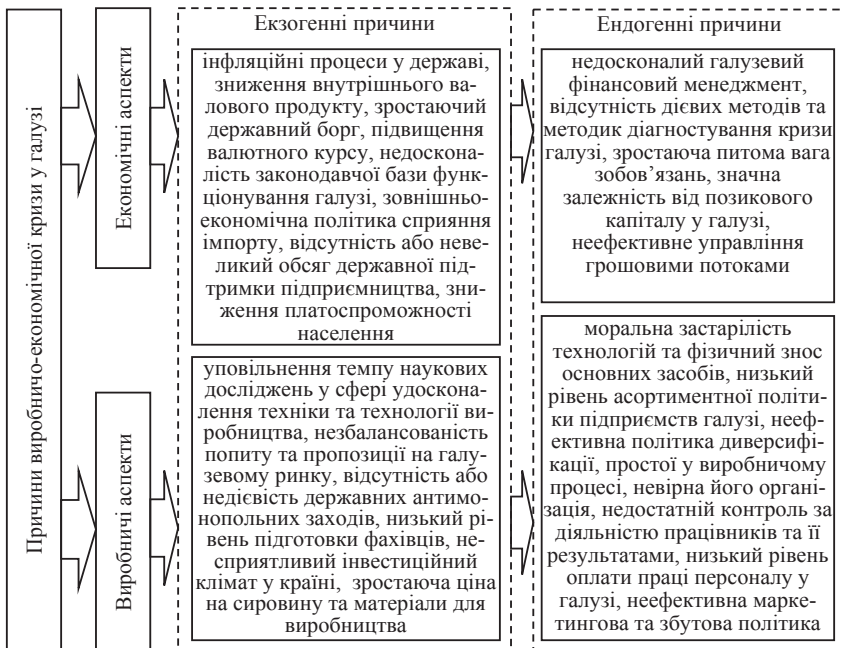 Причини виробничо-економічної кризи у галузі
Економічні аспекти
Виробничі аспекти
Екзогенні причини
інфляційні процеси у державі,
зниження внутрішнього ва-
лового продукту, зростаючий
державний борг, підвищення
валютного курсу, недоскона-
лість законодавчої бази функ-
ціонування галузі, зовнішньо-
економічна політика сприяння
імпорту, відсутність або неве-
ликий обсяг державної під-
тримки підприємництва, зни-
ження платоспроможності
населення
уповільнення темпу наукових
досліджень у сфері удоскона-
лення техніки та технології ви-
робництва, незбалансованість
попиту та пропозиції на галу-
зевому ринку, відсутність або
недієвість державних антимо-
нопольних заходів, низький рі-
вень підготовки фахівців, не-
сприятливий інвестиційний
клімат у країні, зростаюча ціна
на сировину та матеріали для
виробництва
Ендогенні причини
недосконалий галузевий
фінансовий менеджмент,
відсутність дієвих методів та
методик діагностування кризи
галузі, зростаюча питома вага
зобов’язань, значна
залежність від позикового
капіталу у галузі,
неефективне управління
грошовими потоками
моральна застарілість
технологій та фізичний знос
основних засобів, низький
рівень асортиментної політи-
ки підприємств галузі, нееф-
ективна політика диверсифі-
кації, простої у виробничому
процесі, невірна його органі-
зація, недостатній контроль за
діяльністю працівників та її
результатами, низький рівень
оплати праці персоналу у
галузі, неефективна марке-
тингова та збутова політика